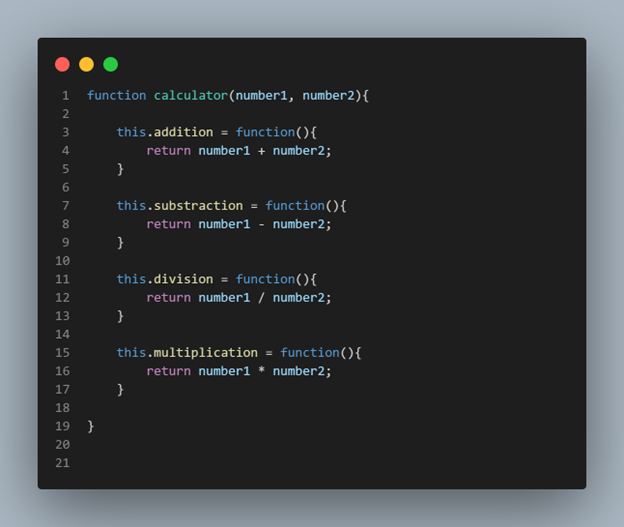 1 function calculator(number1, number2){
2
3     this.addition = function(){
4         return number1 + number2;
5     }
6
7     this.substraction = function(){
8         return number1 - number2;
9     }
10
11     this.division = function(){
12         return number1 / number2;
13     }
14
15     this.multiplication = function(){
16         return number1 * number2;
17     }
18
19 }
20
21